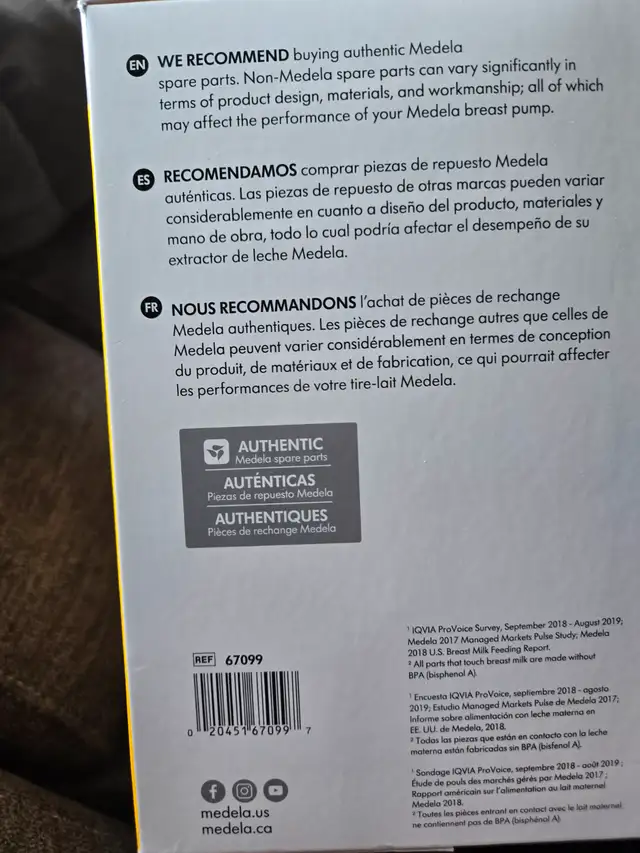 EN WE RECOMMEND buying authentic Medela
spare parts. Non-Medela spare parts can vary significantly in
terms of product design, materials, and workmanship; all of which
may affect the performance of your Medela breast pump.
ES RECOMENDAMOS comprar piezas de repuesto Medela
auténticas. Las piezas de repuesto de otras marcas pueden variar
considerablemente en cuanto a diseño del producto, materiales y
mano de obra, todo lo cual podría afectar el desempeño de su
extractor de leche Medela.
FR NOUS RECOMMANDONS l'achat de pièces de rechange
Medela authentiques. Les pièces de rechange autres que celles de
Medela peuvent varier considérablement en termes de conception
du produit, de matériaux et de fabrication, ce qui pourrait affecter
les performances de votre tire-lait Medela.
AUTHENTIC
Medela spare parts
AUTÉNTICAS
Piezas de repuesto Medela
AUTHENTIQUES
Pièces de rechange Medela
REF 67099
0 20451 67099 7
medela.us
medela.ca
¹ IQVIA ProVoice Survey, September 2018 - August 2019;
Medela 2017 Managed Markets Pulse Study; Medela
2018 U.S. Breast Milk Feeding Report.
² All parts that touch breast milk are made without
BPA (bisphenol A).
¹ Encuesta IQVIA ProVoice, septiembre 2018 - agosto
2019; Estudio Managed Markets Pulse de Medela 2017;
Informe sobre alimentación con leche materna en
EE. UU. de Medela, 2018.
² Todas las piezas que están en contacto con la leche
materna están fabricadas sin BPA (bisfenol A).
¹ Sondage IQVIA ProVoice, septembre 2018 - août 2019 ;
Étude de pouls des marchés gérés par Medela 2017 ;
Rapport américain sur l'alimentation au lait maternel
Medela 2018.
² Toutes les pièces entrant en contact avec le lait maternel
ne contiennent pas de BPA (bisphénol A).